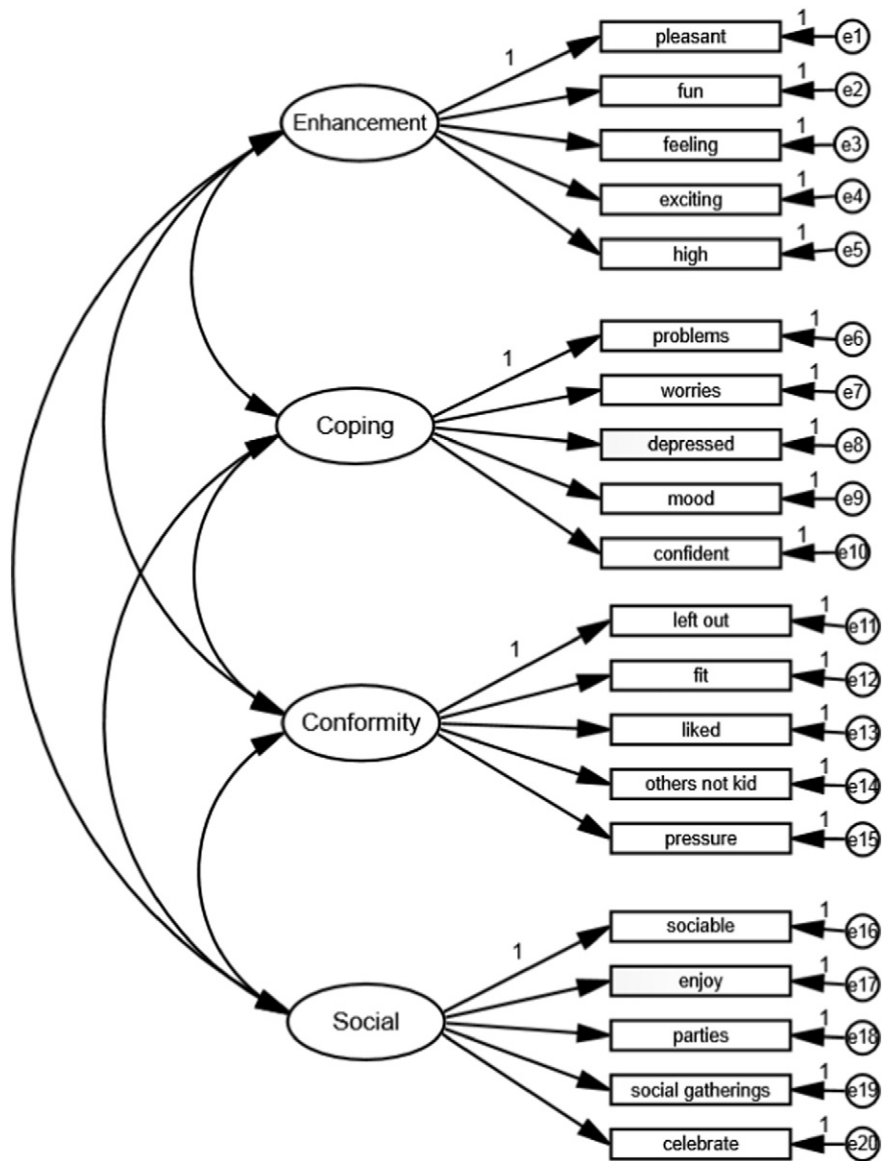 pleasant
1
e1
1
fun
1
e2
Enhancement
feeling
1
e3
exciting
1
e4
high
1
e5
problems
1
e6
1
worries
1
e7
Coping
depressed
1
e8
mood
1
e9
confident
1
e10
left out
1
e11
1
fit
1
e12
Conformity
liked
1
e13
others not kid
1
e14
pressure
1
e15
sociable
1
e16
1
enjoy
1
e17
Social
parties
1
e18
social gatherings
1
e19
celebrate
1
e20